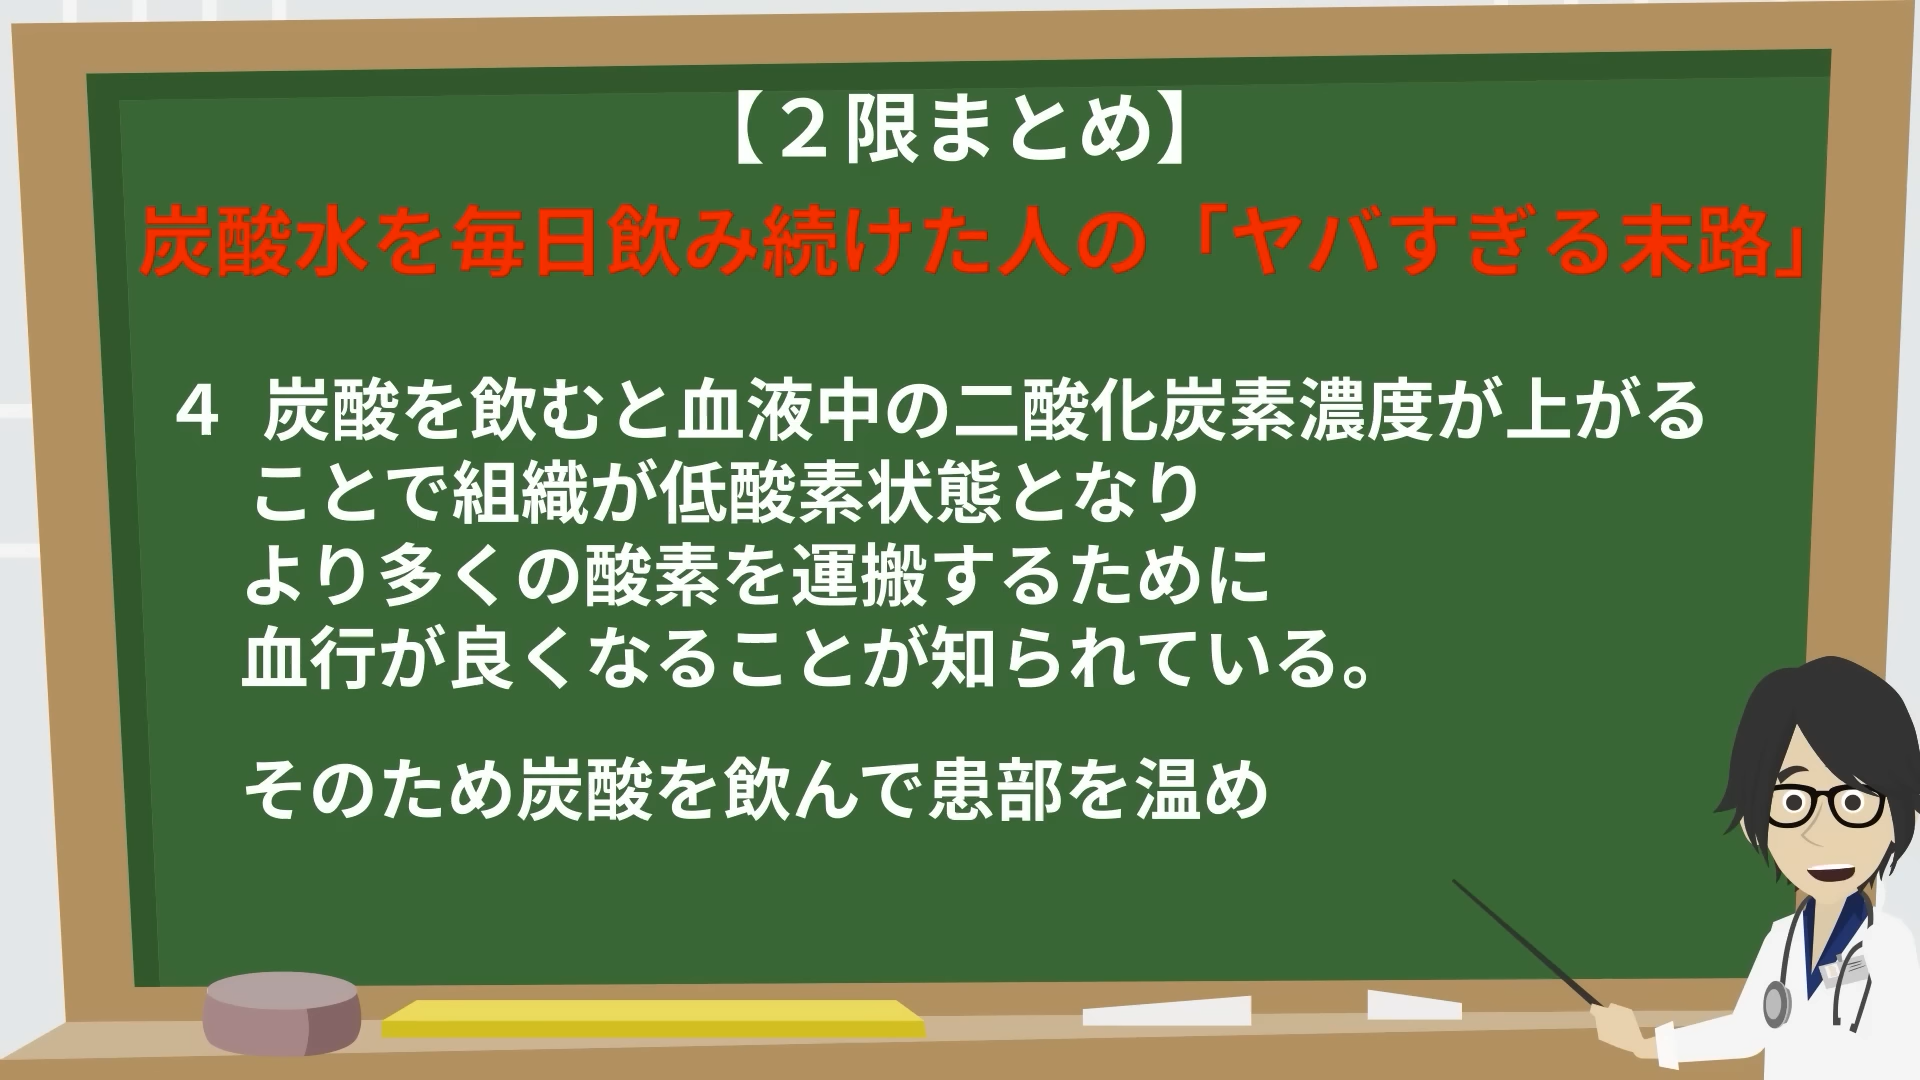 【２限まとめ】
炭酸水を毎日飲み続けた人の「ヤバすぎる末路」
４ 炭酸を飲むと血液中の二酸化炭素濃度が上がる
ことで組織が低酸素状態となり
より多くの酸素を運搬するために
血行が良くなることが知られている。
そのため炭酸を飲んで患部を温め